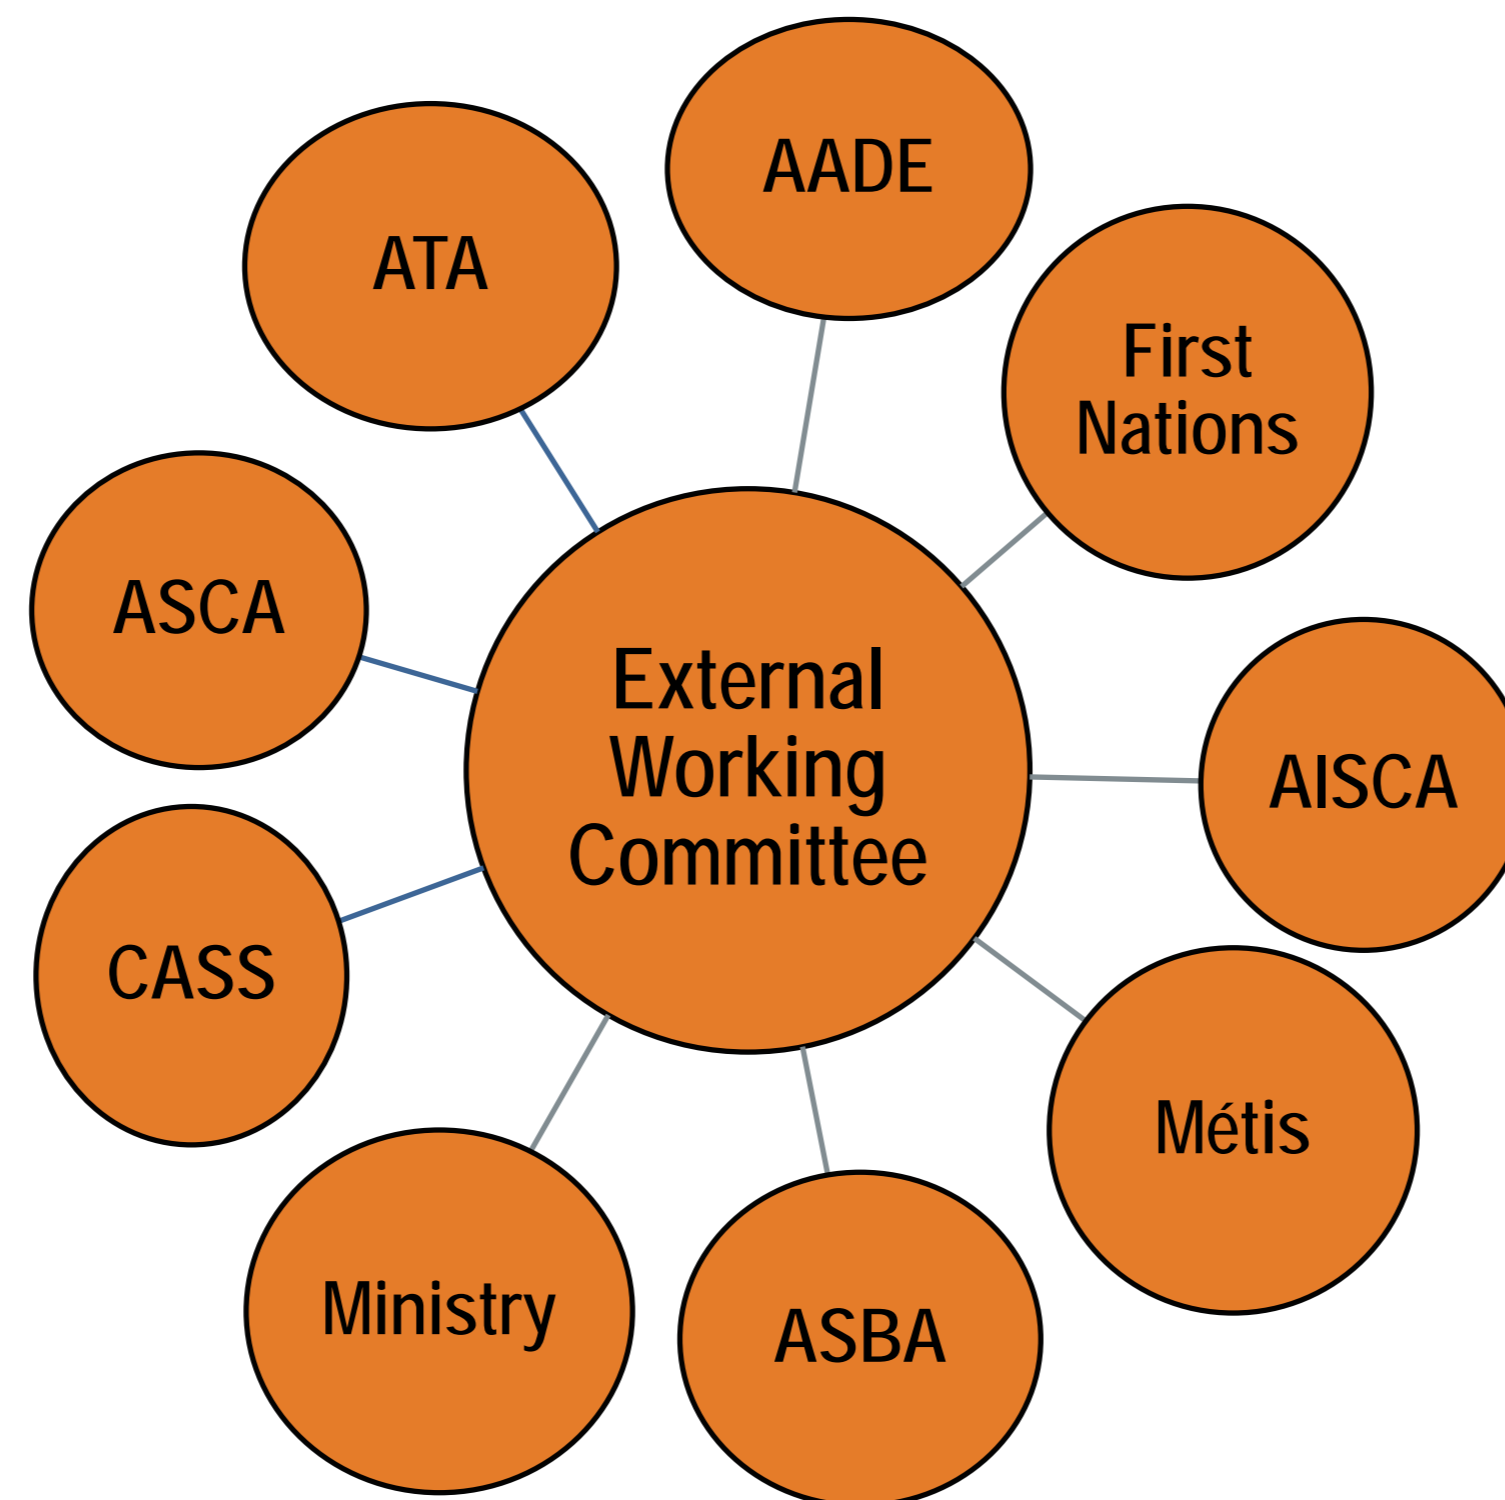 AADE
ATA
First
Nations
ASCA
External
Working
Committee
AISCA
CASS
Métis
Ministry
ASBA